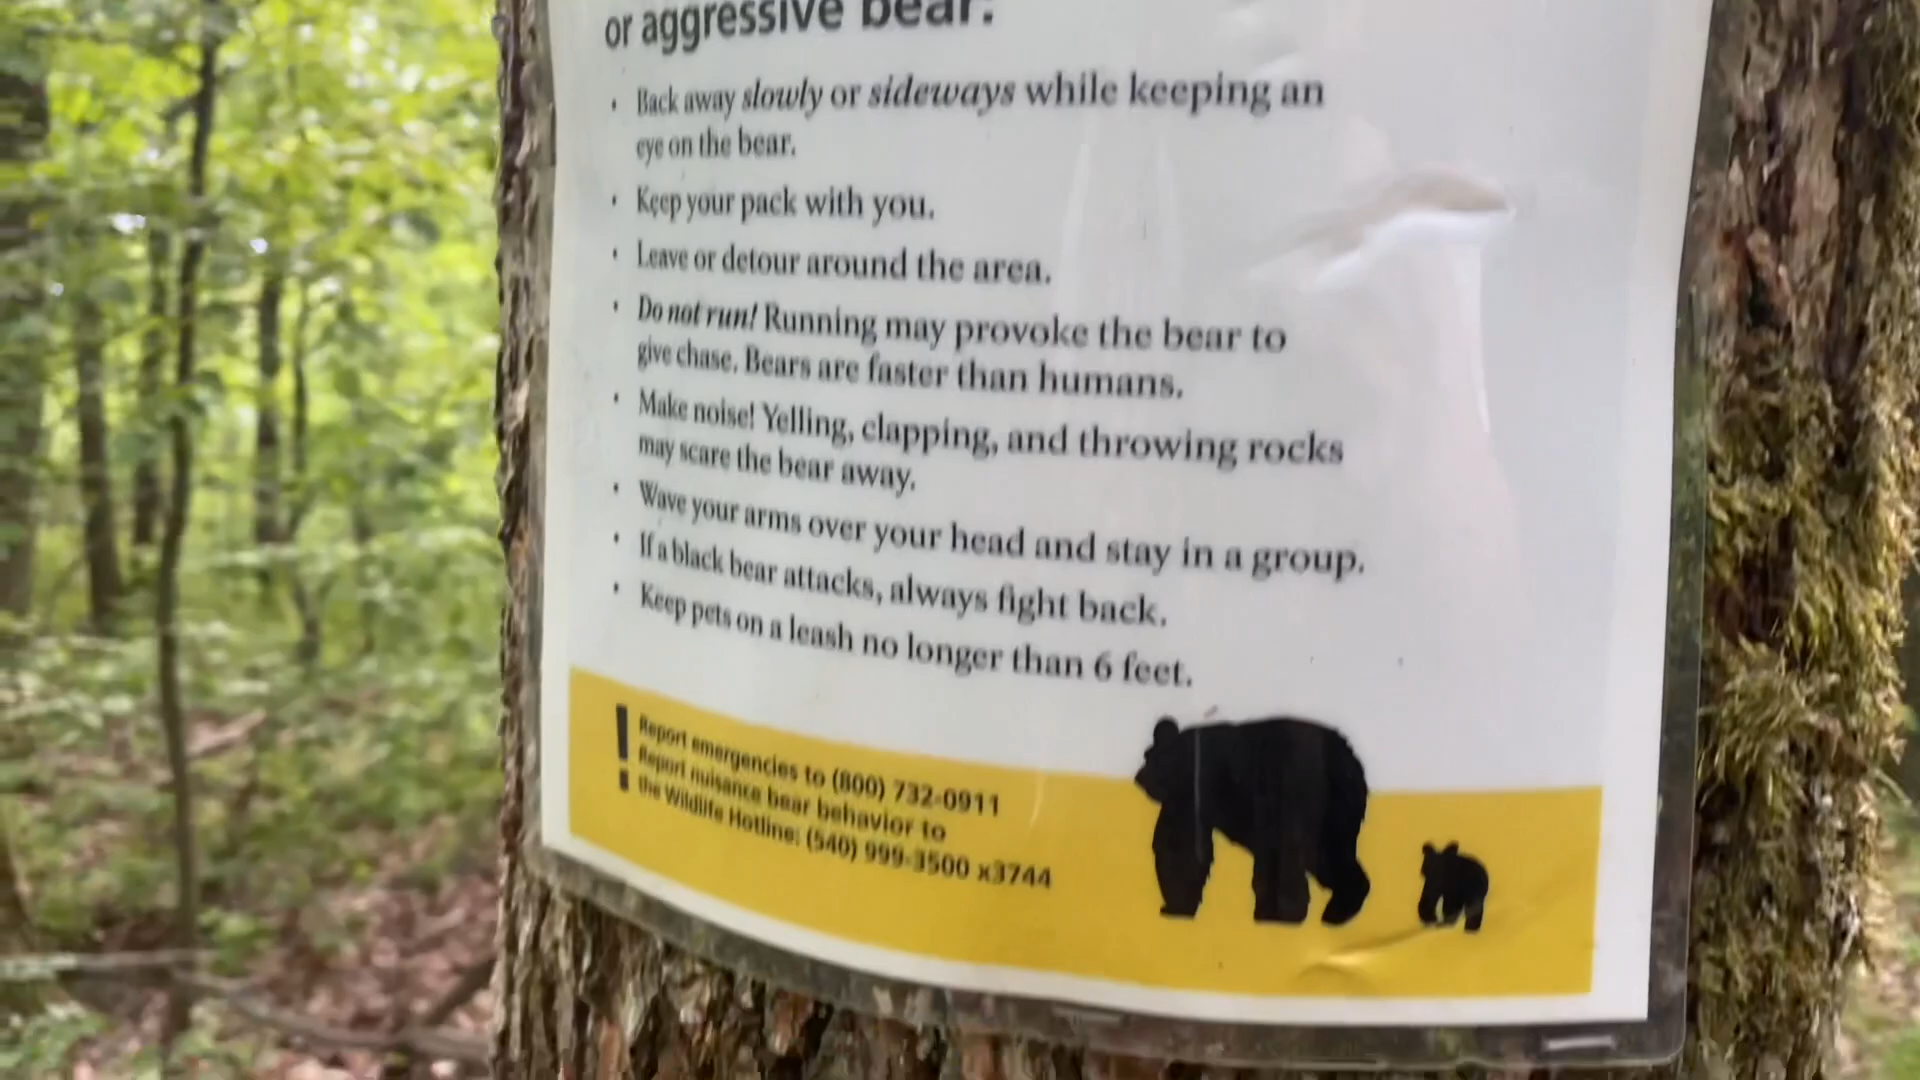 or aggressive bear:
• Back away slowly or sideways while keeping an
eye on the bear.
• Keep your pack with you.
• Leave or detour around the area.
• Do not run! Running may provoke the bear to
give chase. Bears are faster than humans.
• Make noise! Yelling, clapping, and throwing rocks
may scare the bear away.
• Wave your arms over your head and stay in a group.
• If a black bear attacks, always fight back.
• Keep pets on a leash no longer than 6 feet.
! Report emergencies to (800) 732-0911
Report nuisance bear behavior to
the Wildlife Hotline: (540) 999-3500 x3744